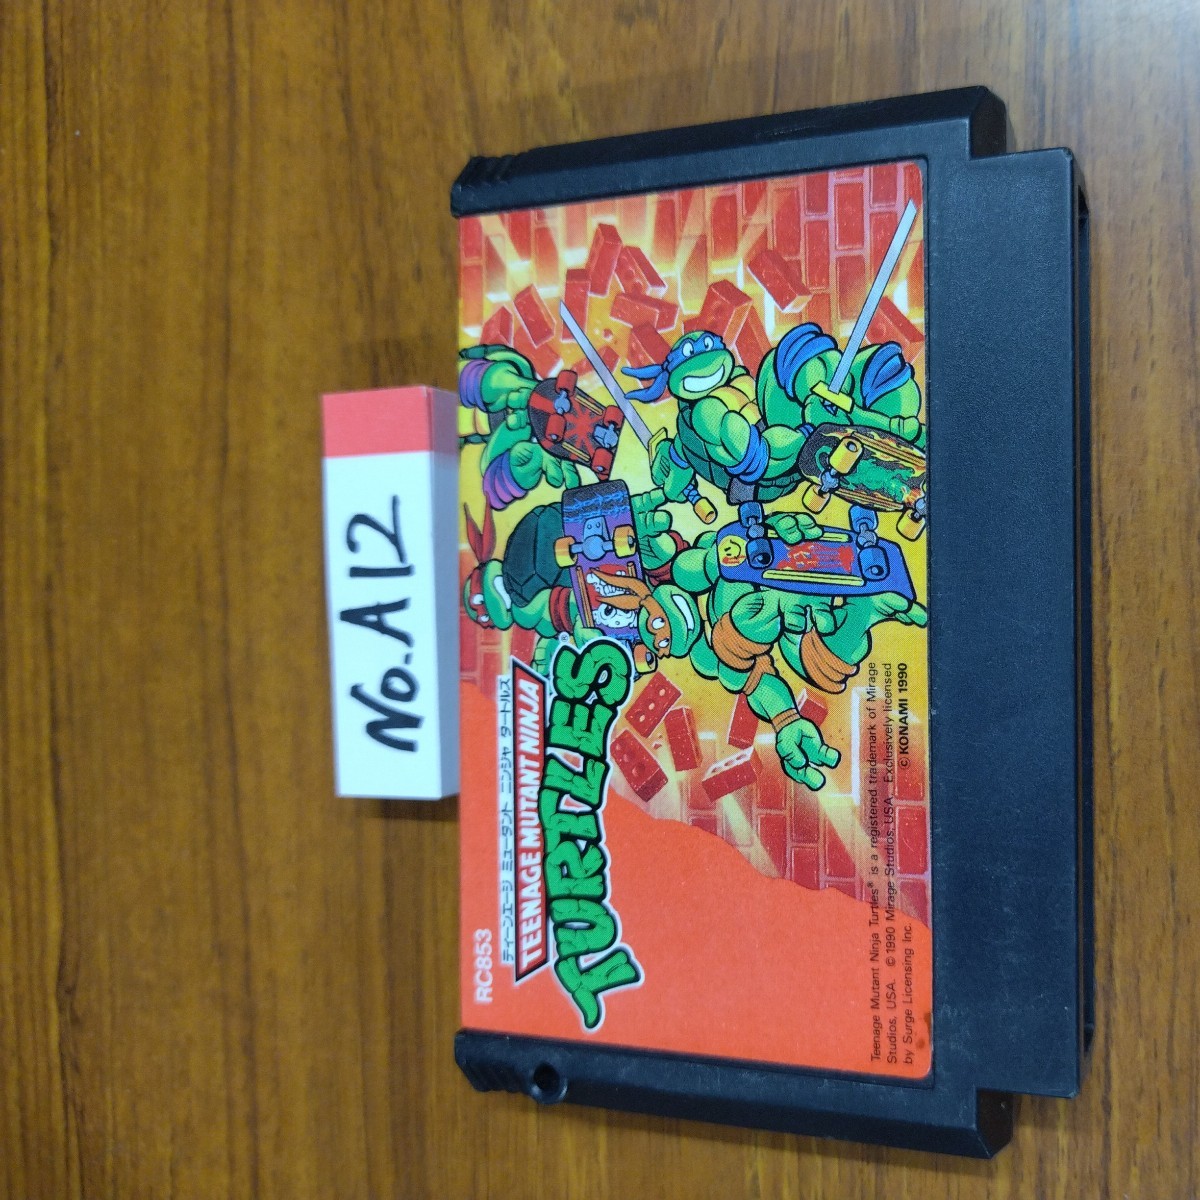 No.A12
RC853
ティーンエージ ミュータント ニンジャ タートルズ
TEENAGE MUTANT NINJA
TURTLES®
Teenage Mutant Ninja Turtles® is a registered trademark of Mirage
Studios, USA. © 1990 Mirage Studios, USA. Exclusively licensed
by Surge Licensing Inc.
© KONAMI 1990